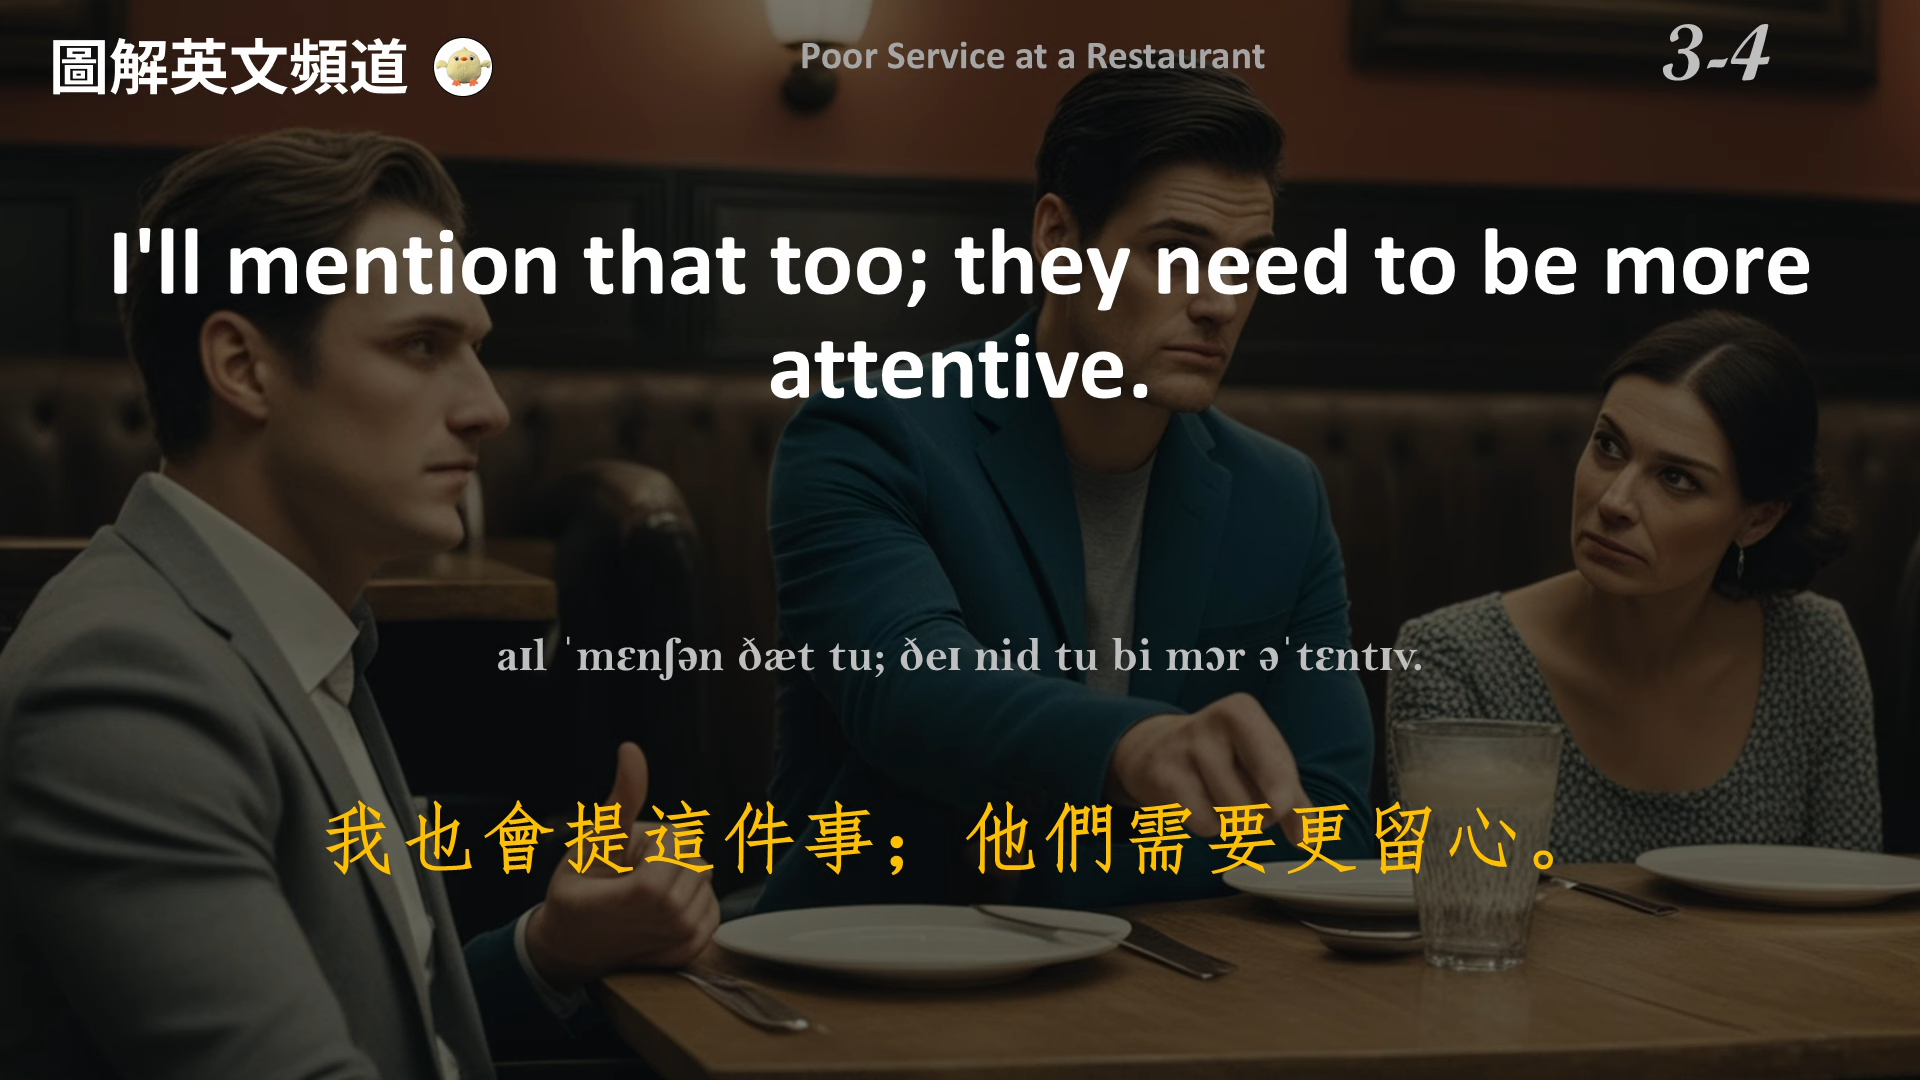 圖解英文頻道
Poor Service at a Restaurant
3-4
I'll mention that too; they need to be more
attentive.
aɪl ˈmɛnʃən ðæt tu; ðeɪ nid tu bi mɔr əˈtɛntɪv.
我也會提這件事；他們需要更留心。